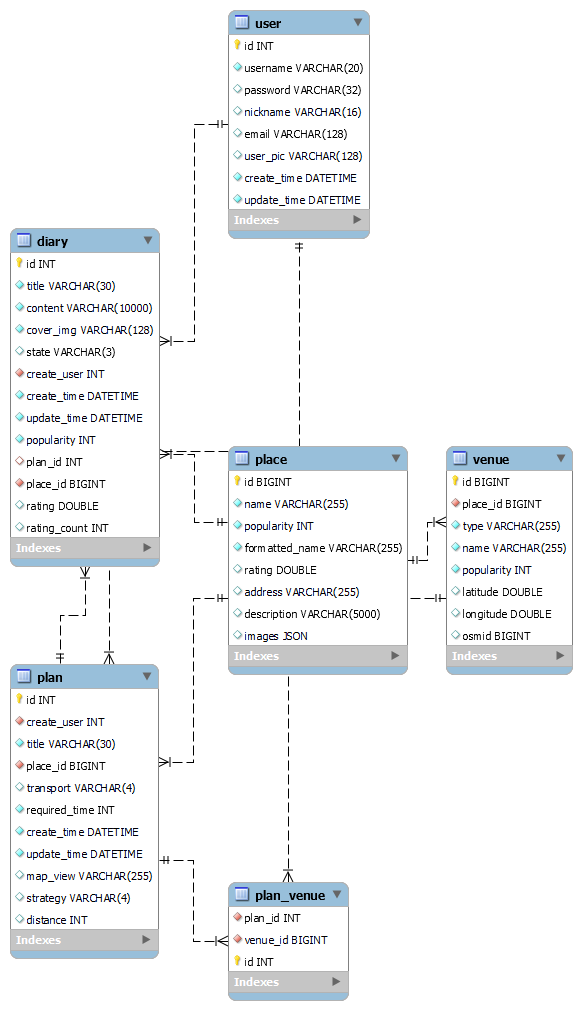 user
id INT
username VARCHAR(20)
password VARCHAR(32)
nickname VARCHAR(16)
email VARCHAR(128)
user_pic VARCHAR(128)
create_time DATETIME
update_time DATETIME
Indexes
diary
id INT
title VARCHAR(30)
content VARCHAR(10000)
cover_img VARCHAR(128)
state VARCHAR(3)
create_user INT
create_time DATETIME
update_time DATETIME
popularity INT
plan_id INT
place_id BIGINT
rating DOUBLE
rating_count INT
Indexes
place
id BIGINT
name VARCHAR(255)
popularity INT
formatted_name VARCHAR(255)
rating DOUBLE
address VARCHAR(255)
description VARCHAR(5000)
images JSON
Indexes
venue
id BIGINT
place_id BIGINT
type VARCHAR(255)
name VARCHAR(255)
popularity INT
latitude DOUBLE
longitude DOUBLE
osmid BIGINT
Indexes
plan
id INT
create_user INT
title VARCHAR(30)
place_id BIGINT
transport VARCHAR(4)
required_time INT
create_time DATETIME
update_time DATETIME
map_view VARCHAR(255)
strategy VARCHAR(4)
distance INT
Indexes
plan_venue
plan_id INT
venue_id BIGINT
id INT
Indexes